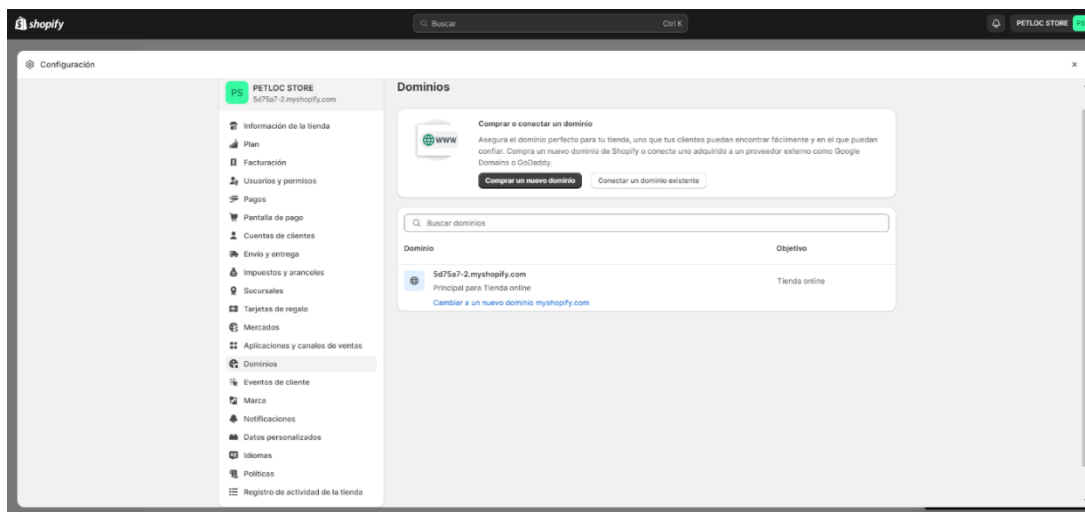 shopify
Buscar
Ctrl K
PETLOC STORE
PS
Configuración
PS
PETLOC STORE
5d75a7-2.myshopify.com
Información de la tienda
Plan
Facturación
Usuarios y permisos
Pagos
Pantalla de pago
Cuentas de clientes
Envío y entrega
Impuestos y aranceles
Sucursales
Tarjetas de regalo
Mercados
Aplicaciones y canales de ventas
Dominios
Eventos de cliente
Marca
Notificaciones
Datos personalizados
Idiomas
Políticas
Registro de actividad de la tienda
Dominios
www
Comprar o conectar un dominio
Asegura el dominio perfecto para tu tienda, uno que tus clientes puedan encontrar fácilmente y en el que puedan
confiar. Compra un nuevo dominio de Shopify o conecta uno adquirido a un proveedor externo como Google
Domains o GoDaddy.
Comprar un nuevo dominio
Conectar un dominio existente
Buscar dominios
Dominio
Objetivo
5d75a7-2.myshopify.com
Principal para Tienda online
Tienda online
Cambiar a un nuevo dominio myshopify.com